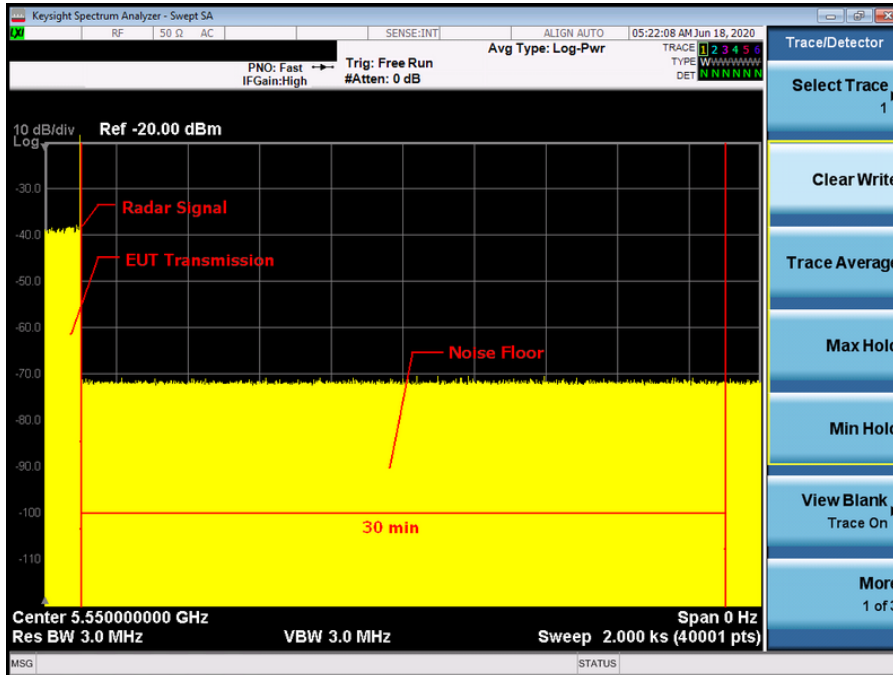 Keysight Spectrum Analyzer - Swept SA
LXI RF 50 Ω AC SENSE:INT ALIGN AUTO 05:22:08 AM Jun 18, 2020
Avg Type: Log-Pwr
TRACE 1 2 3 4 5 6
TYPE W
DET N N N N N N
PNO: Fast
IFGain:High
Trig: Free Run
#Atten: 0 dB
10 dB/div
Log
Ref -20.00 dBm
-30.0
-40.0
-50.0
-60.0
-70.0
-80.0
-90.0
-100
-110
Radar Signal
EUT Transmission
Noise Floor
30 min
Center 5.550000000 GHz
Span 0 Hz
Res BW 3.0 MHz
VBW 3.0 MHz
Sweep 2.000 ks (40001 pts)
MSG
STATUS
Trace/Detector
Select Trace
1
Clear Write
Trace Average
Max Hold
Min Hold
View Blank
Trace On
More
1 of 3